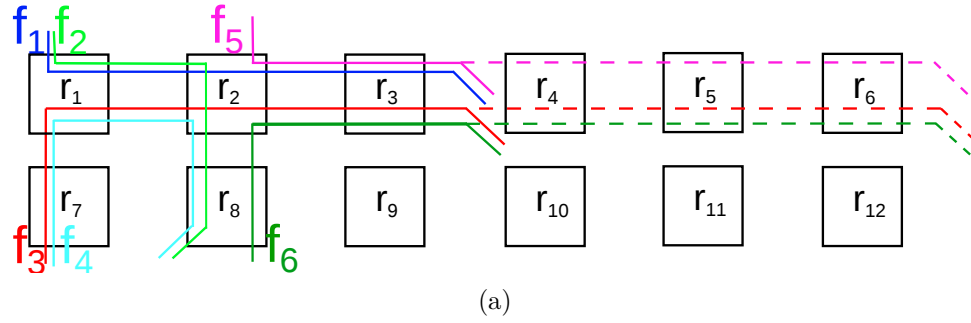 f₁ f₂ f₅
r₁ r₂ r₃ r₄ r₅ r₆
r₇ r₈ r₉ r₁₀ r₁₁ r₁₂
f₃ f₄ f₆
(a)